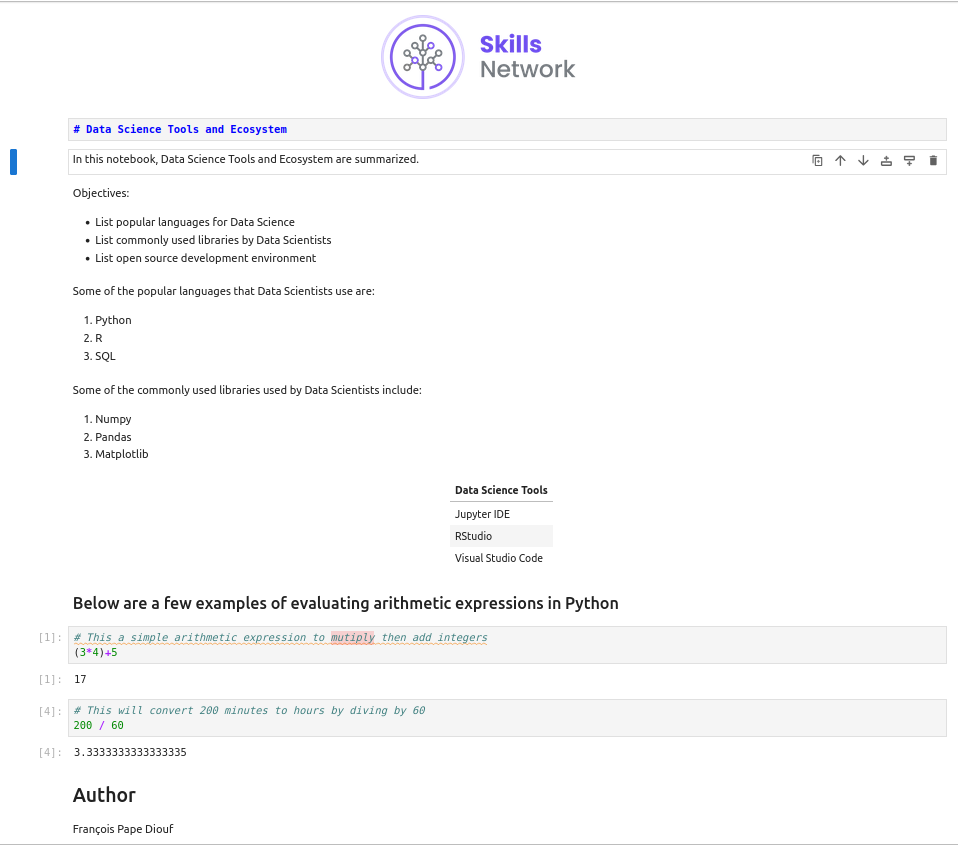 Skills
Network
# Data Science Tools and Ecosystem
In this notebook, Data Science Tools and Ecosystem are summarized.
Objectives:
• List popular languages for Data Science
• List commonly used libraries by Data Scientists
• List open source development environment
Some of the popular languages that Data Scientists use are:
1. Python
2. R
3. SQL
Some of the commonly used libraries used by Data Scientists include:
1. Numpy
2. Pandas
3. Matplotlib
Data Science Tools
Jupyter IDE
RStudio
Visual Studio Code
Below are a few examples of evaluating arithmetic expressions in Python
[1]: # This a simple arithmetic expression to mutiply then add integers
(3*4)+5
[1]: 17
[4]: # This will convert 200 minutes to hours by diving by 60
200 / 60
[4]: 3.3333333333333335
Author
François Pape Diouf